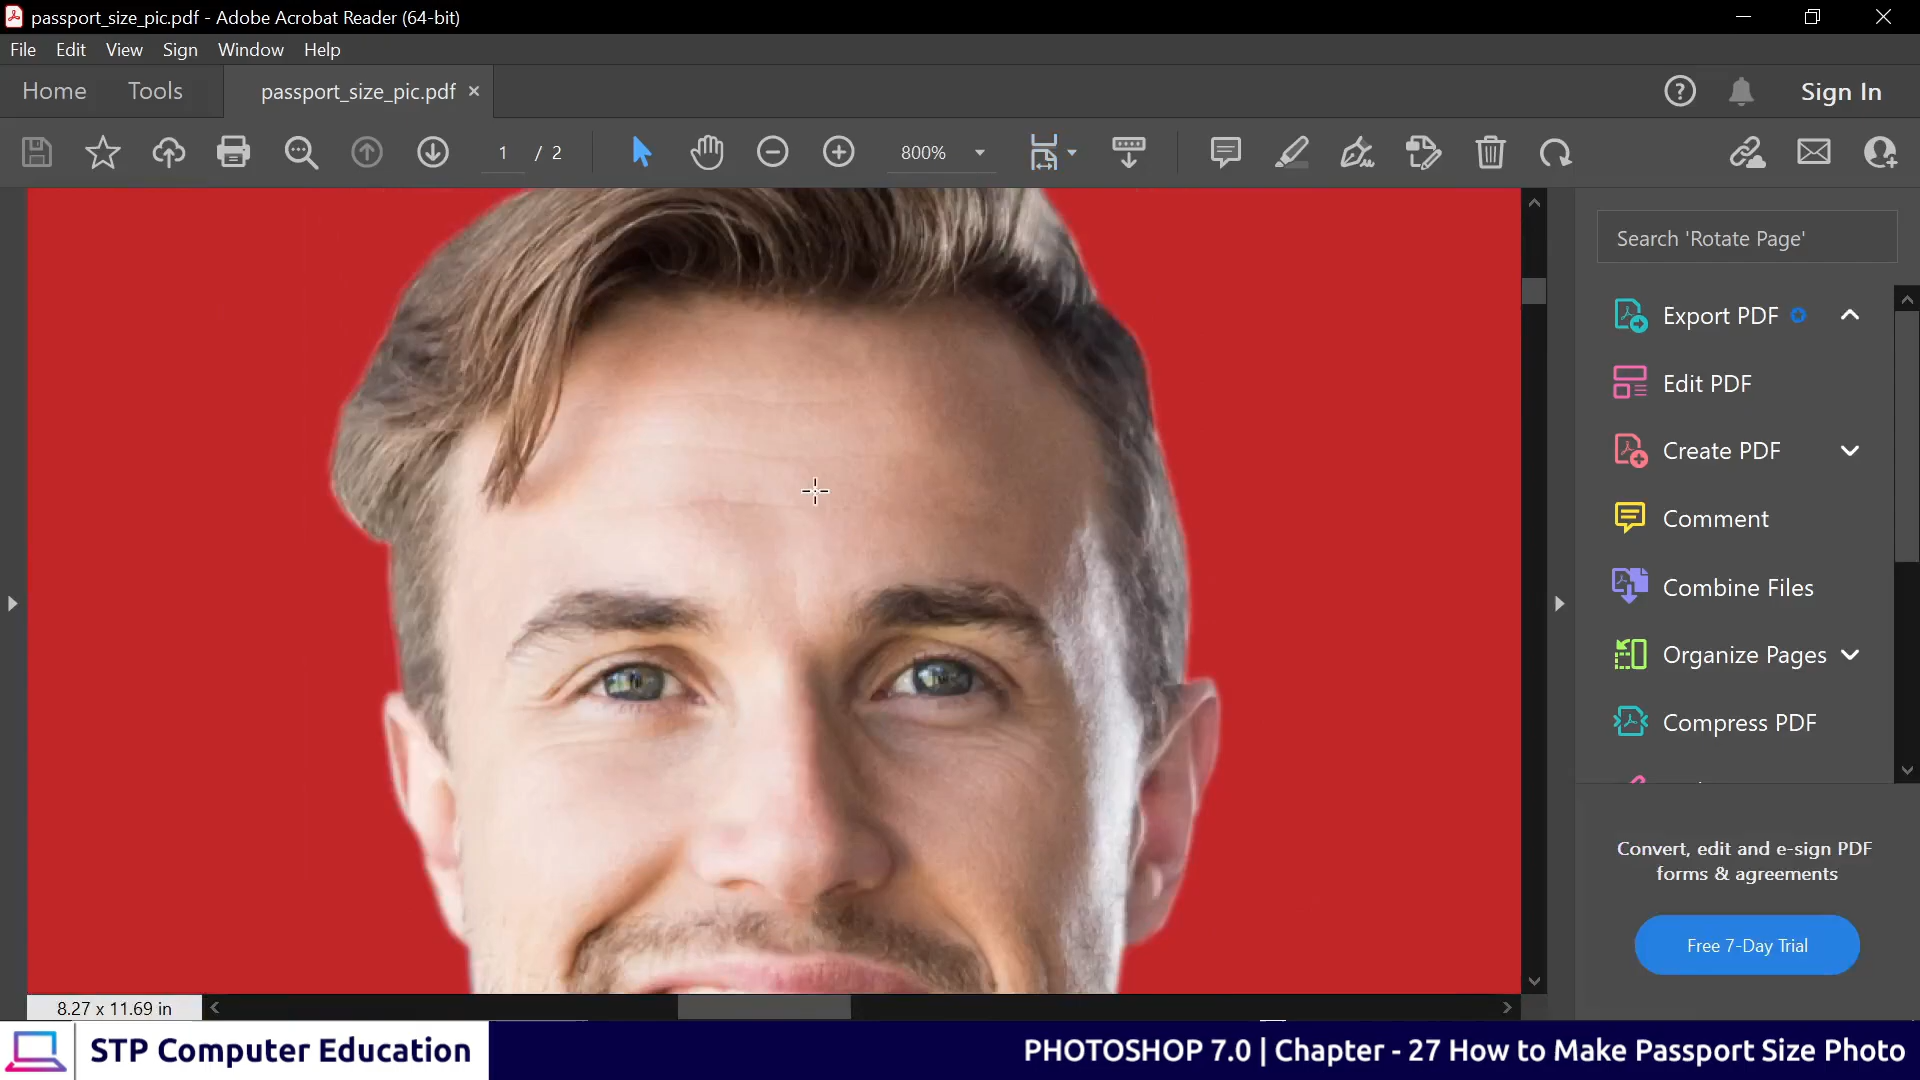 passport_size_pic.pdf - Adobe Acrobat Reader (64-bit)
File Edit View Sign Window Help
Home Tools passport_size_pic.pdf × Sign In
1 / 2 800%
Search 'Rotate Page'
Export PDF
Edit PDF
Create PDF
Comment
Combine Files
Organize Pages
Compress PDF
Convert, edit and e-sign PDF
forms & agreements
Free 7-Day Trial
8.27 x 11.69 in
STP Computer Education
PHOTOSHOP 7.0 | Chapter - 27 How to Make Passport Size Photo